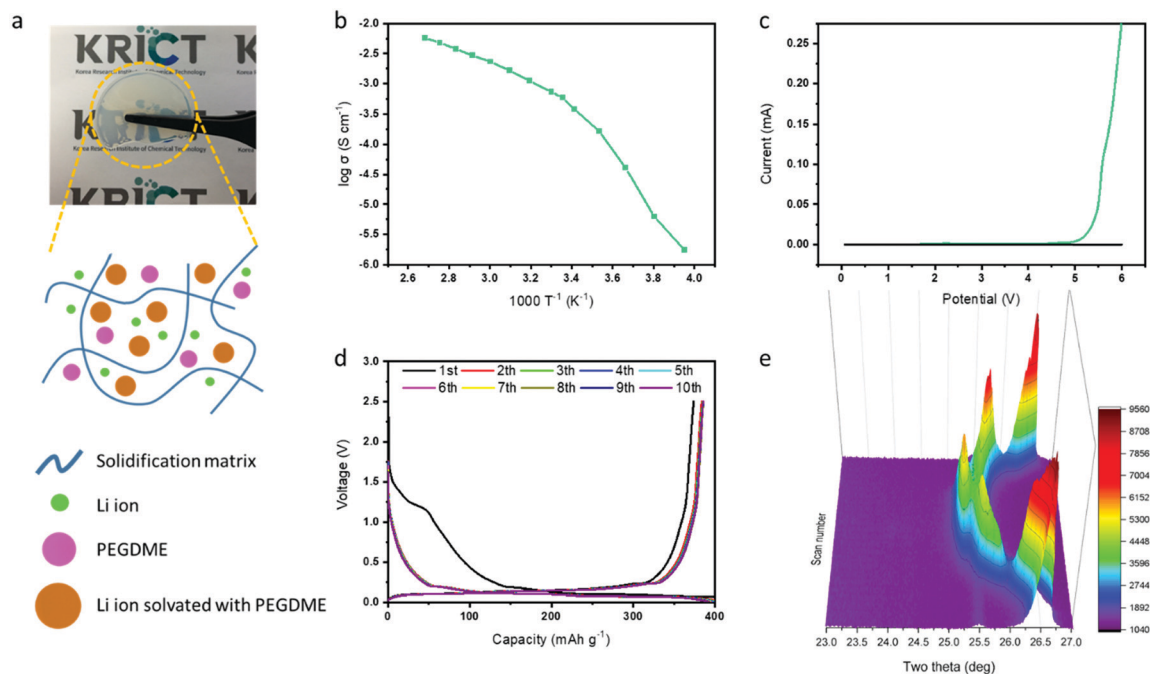 a
KRICT
Korea Research Institute of Chemical Technology
KRICT
Solidification matrix
Li ion
PEGDME
Li ion solvated with PEGDME
b
log σ (S cm⁻¹)
-2.0
-2.5
-3.0
-3.5
-4.0
-4.5
-5.0
-5.5
-6.0
2.6 2.8 3.0 3.2 3.4 3.6 3.8 4.0
1000 T⁻¹ (K⁻¹)
c
Current (mA)
0.25
0.20
0.15
0.10
0.05
0.00
0 1 2 3 4 5 6
Potential (V)
d
Voltage (V)
3.0
2.5
2.0
1.5
1.0
0.5
0.0
1st 2th 3th 4th 5th
6th 7th 8th 9th 10th
0 100 200 300 400
Capacity (mAh g⁻¹)
e
Scan number
23.0 23.5 24.0 24.5 25.0 25.5 26.0 26.5 27.0
Two theta (deg)
9560
8708
7856
7004
6152
5300
4448
3596
2744
1892
1040